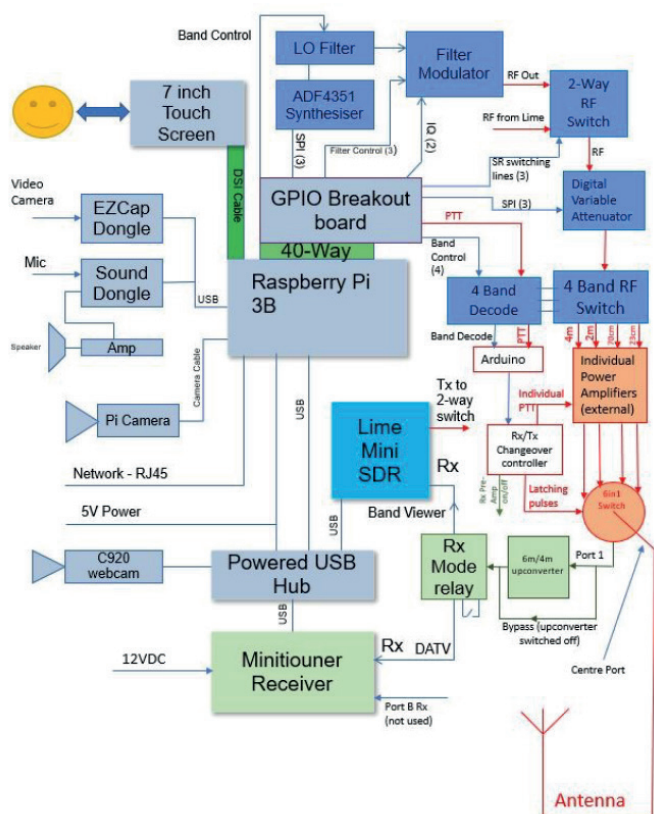 Band Control
LO Filter
Filter
Modulator
RF Out
2-Way
RF
Switch
7 inch
Touch
Screen
ADF4351
Synthesiser
RF from Lime
SPI (3)
Filter Control (3)
IQ (2)
RF
DSI Cable
SR switching
lines (3)
Digital
Variable
Attenuator
GPIO Breakout
board
SPI (3)
Video
Camera
EZCap
Dongle
PTT
40-Way
Band
Control
(4)
Mic
Sound
Dongle
USB
Raspberry Pi
3B
4 Band
Decode
4 Band RF
Switch
Speaker
Amp
Band Decode
PTT
4m
2m
70cm
23cm
Camera Cable
Arduino
Individual
Power
Amplifiers
(external)
Tx to
2-way
switch
Individual
PTT
Pi Camera
USB
Lime
Mini
SDR
Rx/Tx
Changeover
controller
Rx
Rx Pre-
Amp
on/off
Latching
pulses
6in1
Switch
Network - RJ45
5V Power
USB
Band Viewer
C920
webcam
Powered USB
Hub
Rx
Mode
relay
6m/4m
upconverter
Port 1
USB
Bypass (upconverter
switched off)
Rx
DATV
12VDC
Minitiouner
Receiver
Centre Port
Port B Rx
(not used)
Antenna